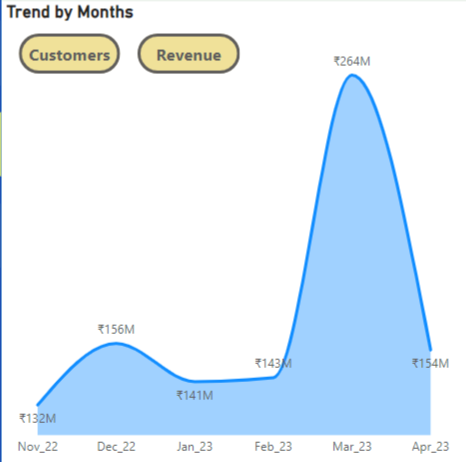 Trend by Months
Customers Revenue
₹264M
₹156M
₹143M
₹154M
₹141M
₹132M
Nov_22 Dec_22 Jan_23 Feb_23 Mar_23 Apr_23